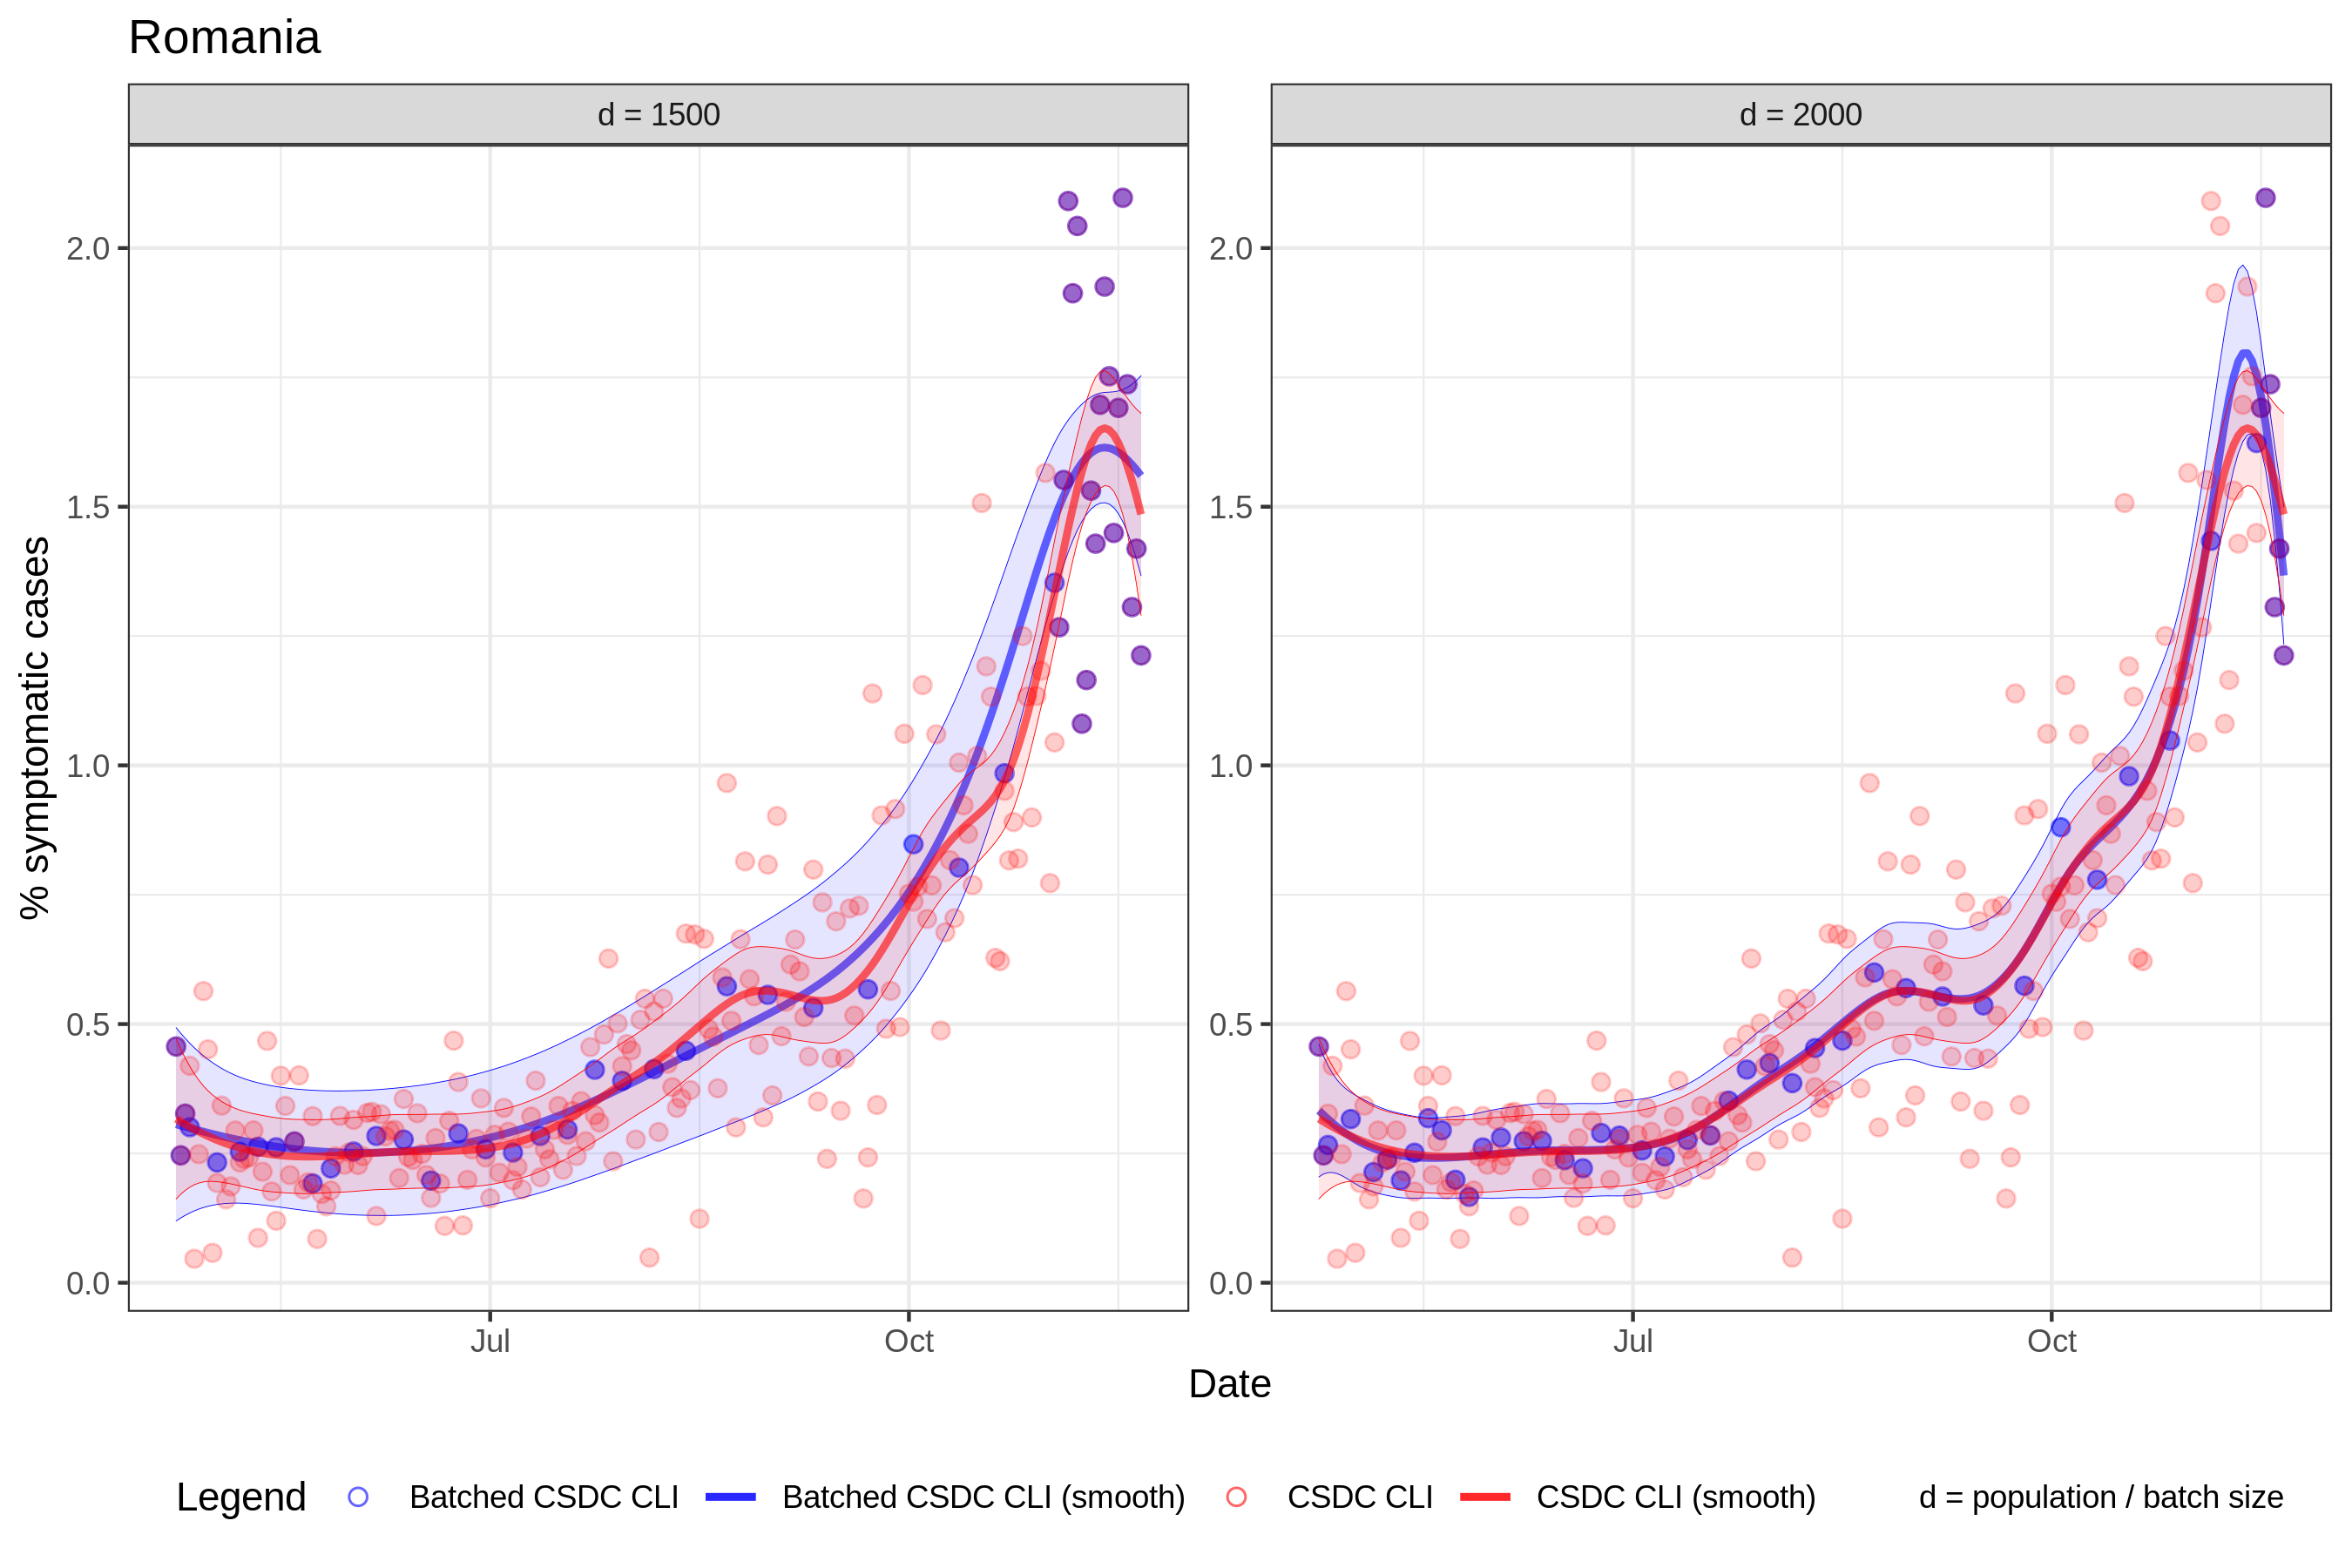 Romania
d = 1500
d = 2000
% symptomatic cases
2.0
1.5
1.0
0.5
0.0
2.0
1.5
1.0
0.5
0.0
Jul
Oct
Jul
Oct
Date
Legend
Batched CSDC CLI
Batched CSDC CLI (smooth)
CSDC CLI
CSDC CLI (smooth)
d = population / batch size